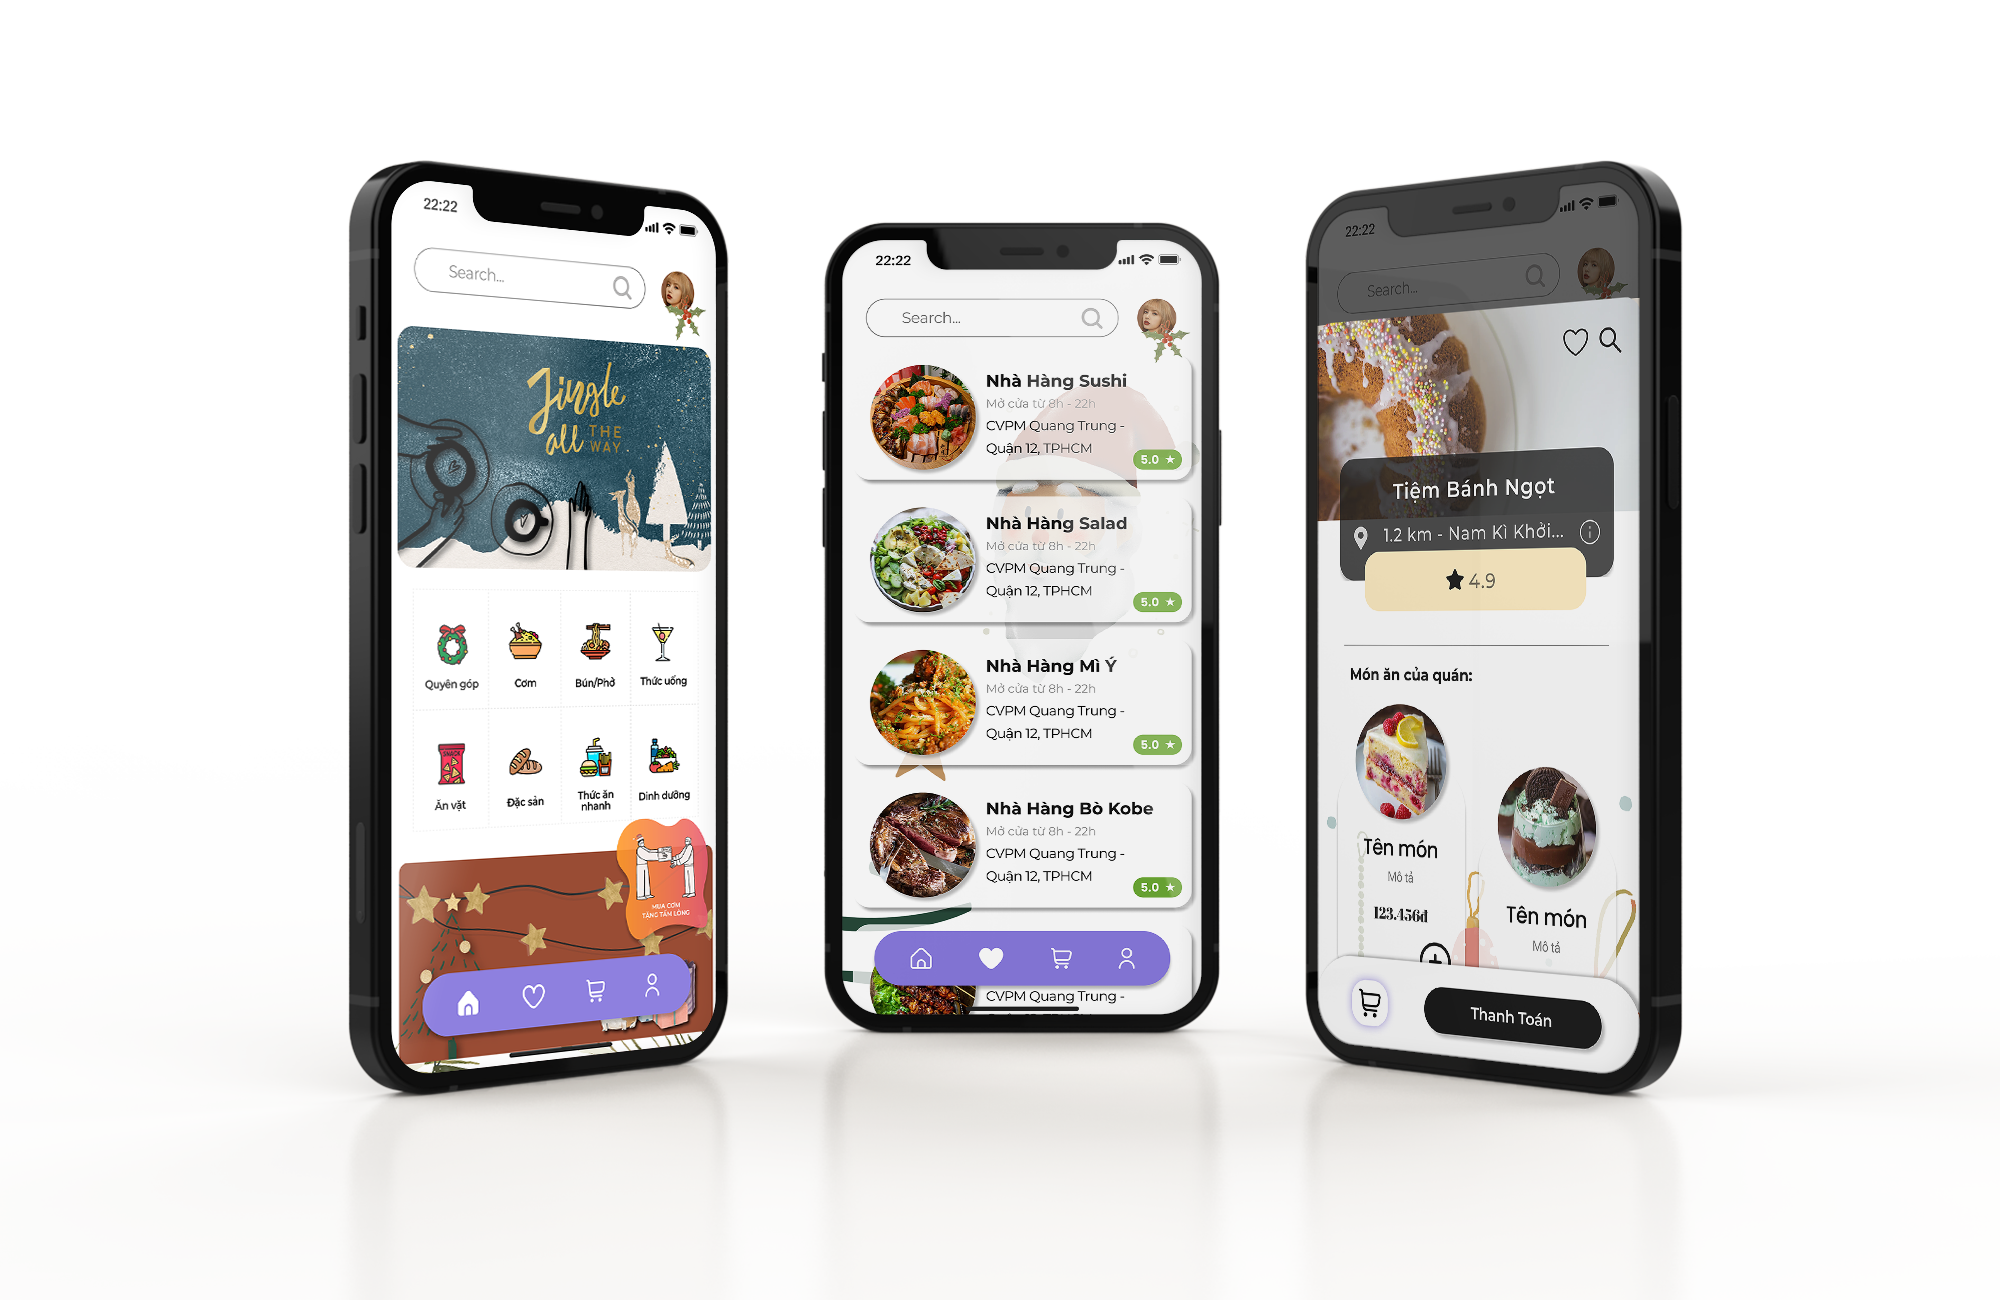 22:22
Search...
Jingle
all THE
WAY
Quyên góp
Cơm
Bún/Phở
Thức uống
SNACK
Ăn vặt
Đặc sản
Thức ăn
nhanh
Dinh dưỡng
MUA CƠM
TẶNG TẤM LÒNG
22:22
Search...
Nhà Hàng Sushi
Mở cửa từ 8h - 22h
CVPM Quang Trung -
Quận 12, TPHCM
5.0 ★
Nhà Hàng Salad
Mở cửa từ 8h - 22h
CVPM Quang Trung -
Quận 12, TPHCM
5.0 ★
Nhà Hàng Mì Ý
Mở cửa từ 8h - 22h
CVPM Quang Trung -
Quận 12, TPHCM
5.0 ★
Nhà Hàng Bò Kobe
Mở cửa từ 8h - 22h
CVPM Quang Trung -
Quận 12, TPHCM
5.0 ★
CVPM Quang Trung -
22:22
Search...
Tiệm Bánh Ngọt
1.2 km - Nam Kì Khởi...
★ 4.9
Món ăn của quán:
Tên món
Mô tả
123.456đ
Tên món
Mô tả
Thanh Toán